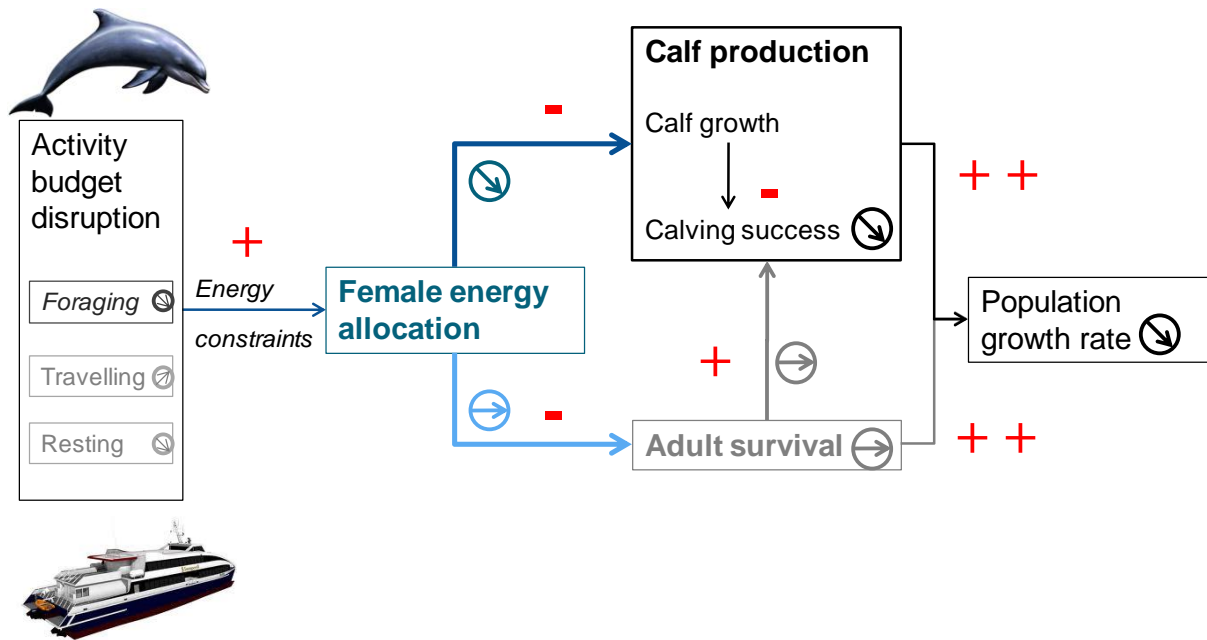 Activity
budget
disruption
Foraging
Travelling
Resting
+
Energy
constraints
Female energy
allocation
-
-
Calf production
Calf growth
-
Calving success
+
Adult survival
+ +
+ +
Population
growth rate